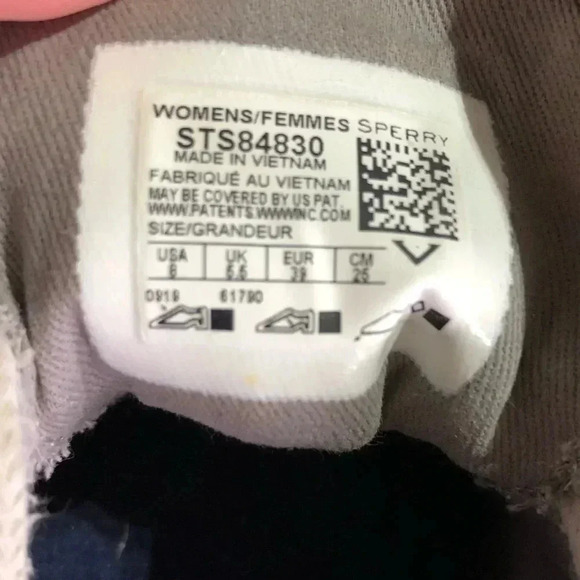 WOMENS/FEMMES SPERRY
STS84830
MADE IN VIETNAM
FABRIQUÉ AU VIETNAM
MAY BE COVERED BY US PAT.
WWW.PATENTS.WWWINC.COM
SIZE/GRANDEUR
USA UK EUR CM
8 5.5 39 25
0919 61790